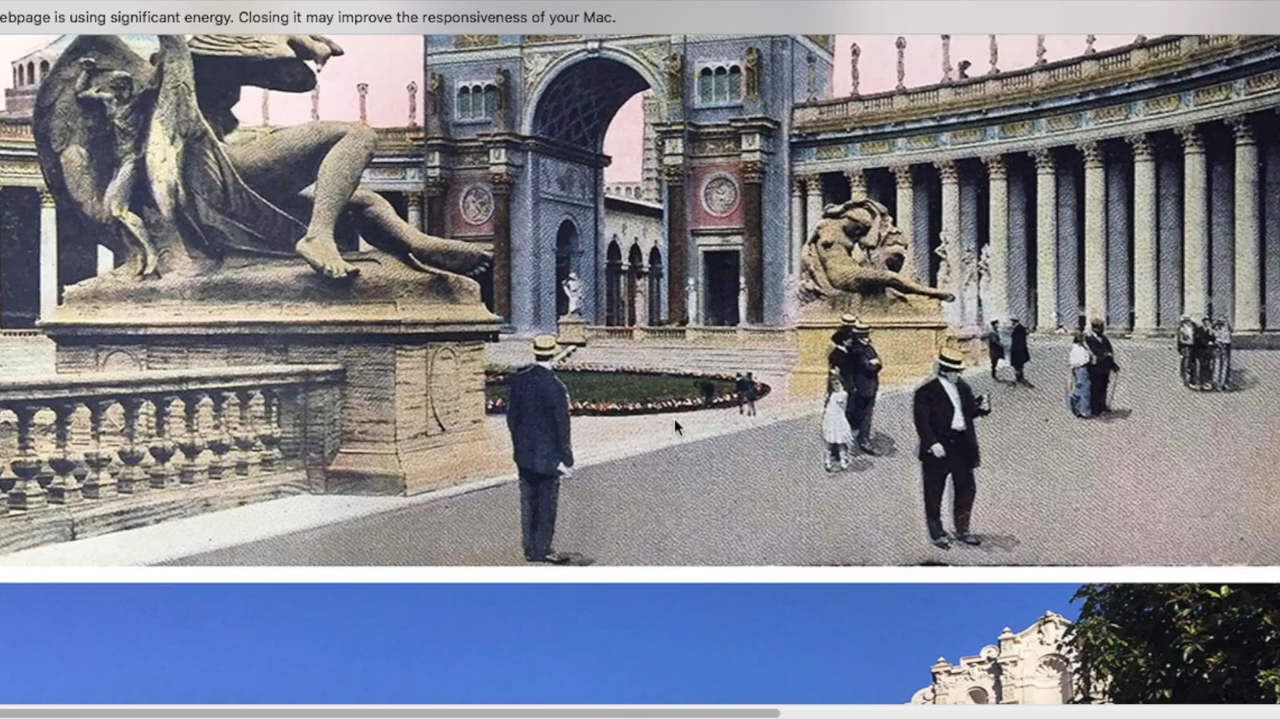 ebpage is using significant energy. Closing it may improve the responsiveness of your Mac.